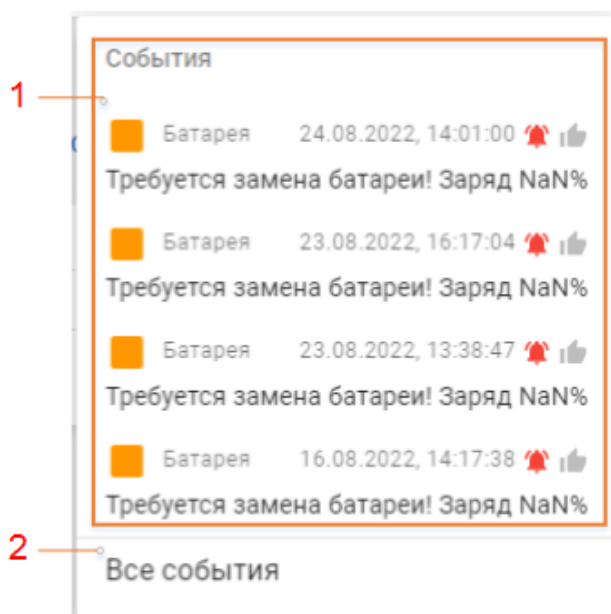 События
1
Батарея 24.08.2022, 14:01:00
Требуется замена батареи! Заряд NaN%
Батарея 23.08.2022, 16:17:04
Требуется замена батареи! Заряд NaN%
Батарея 23.08.2022, 13:38:47
Требуется замена батареи! Заряд NaN%
Батарея 16.08.2022, 14:17:38
Требуется замена батареи! Заряд NaN%
2
Все события